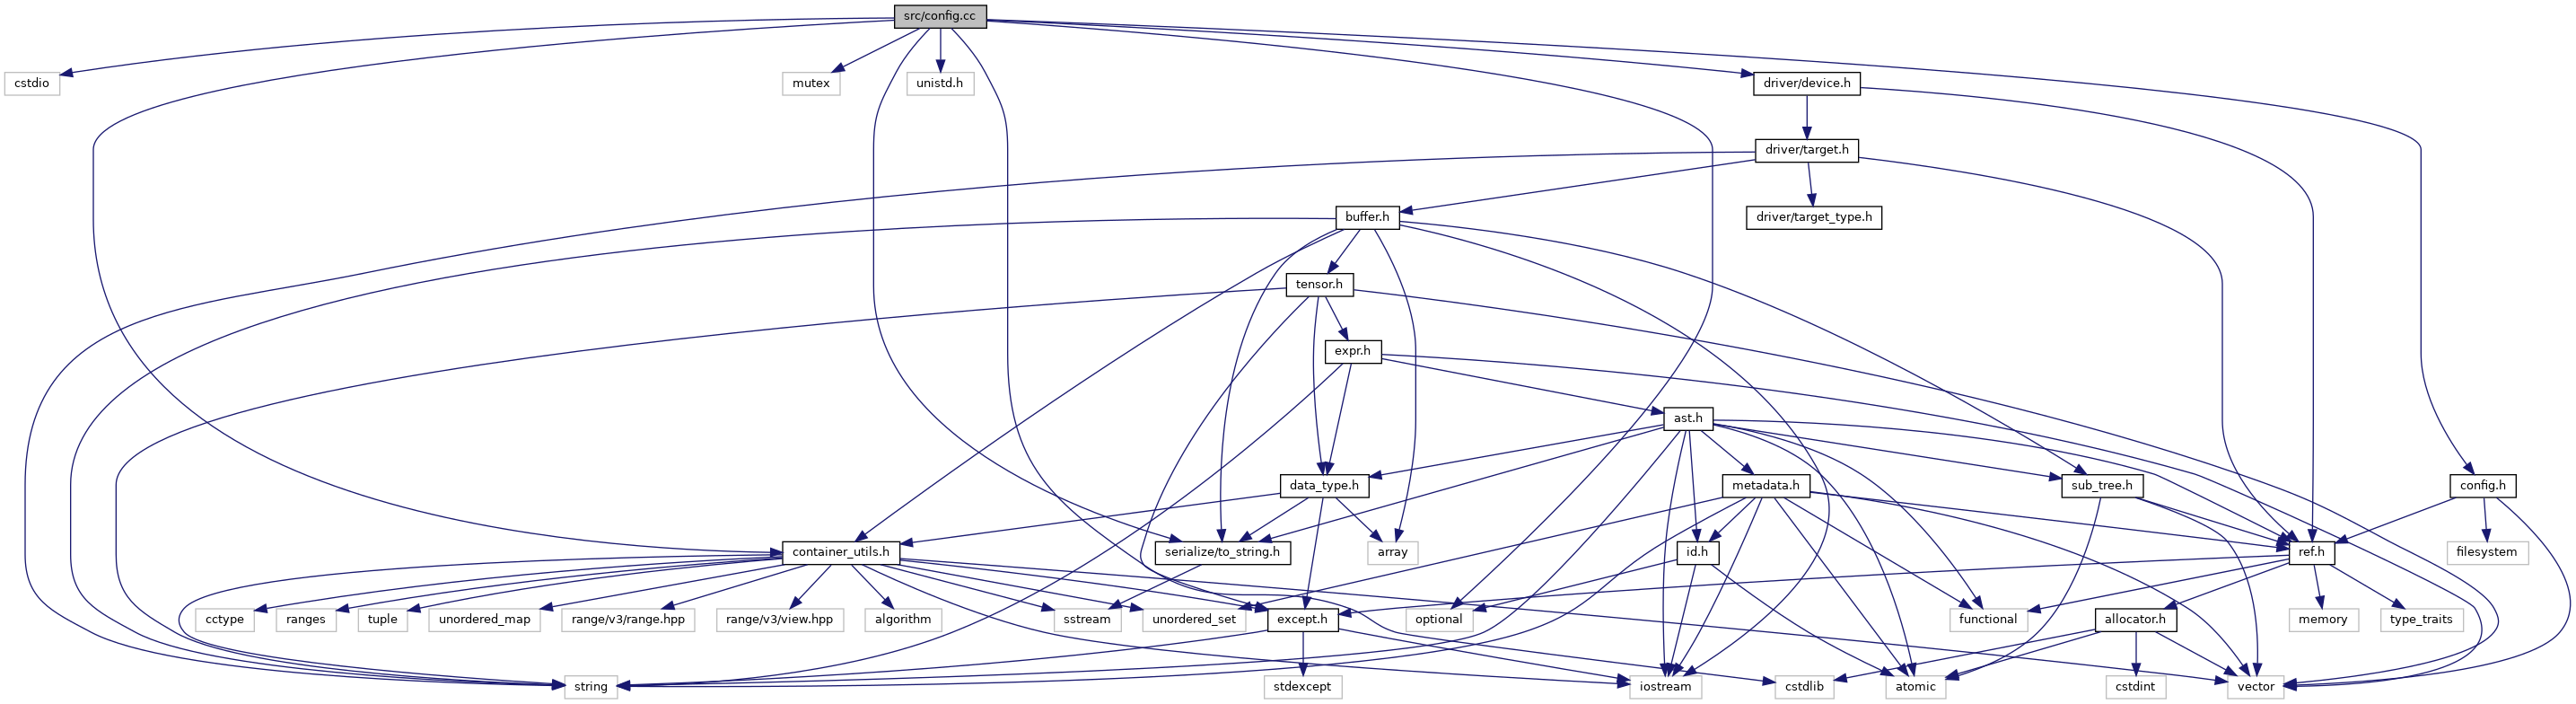 src/config.cc
cstdio
mutex
unistd.h
driver/device.h
driver/target.h
buffer.h
driver/target_type.h
tensor.h
expr.h
ast.h
data_type.h
metadata.h
sub_tree.h
config.h
container_utils.h
serialize/to_string.h
array
id.h
ref.h
filesystem
cctype
ranges
tuple
unordered_map
range/v3/range.hpp
range/v3/view.hpp
algorithm
sstream
unordered_set
except.h
optional
functional
allocator.h
memory
type_traits
string
stdexcept
iostream
cstdlib
atomic
cstdint
vector